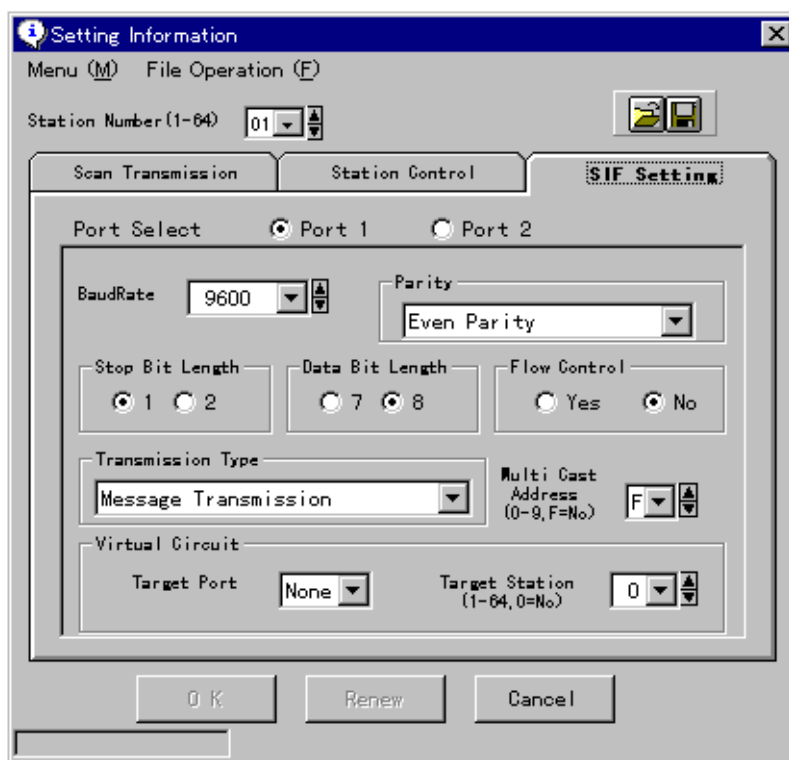 Setting Information
Menu (M) File Operation (F)
Station Number(1-64) 01
Scan Transmission Station Control SIF Setting
Port Select Port 1 Port 2
BaudRate 9600
Parity
Even Parity
Stop Bit Length Data Bit Length Flow Control
1 2 7 8 Yes No
Transmission Type
Message Transmission
Multi Cast
Address
(0-9,F=No)
F
Virtual Circuit
Target Port None
Target Station
(1-64,0=No)
0
O K Renew Cancel